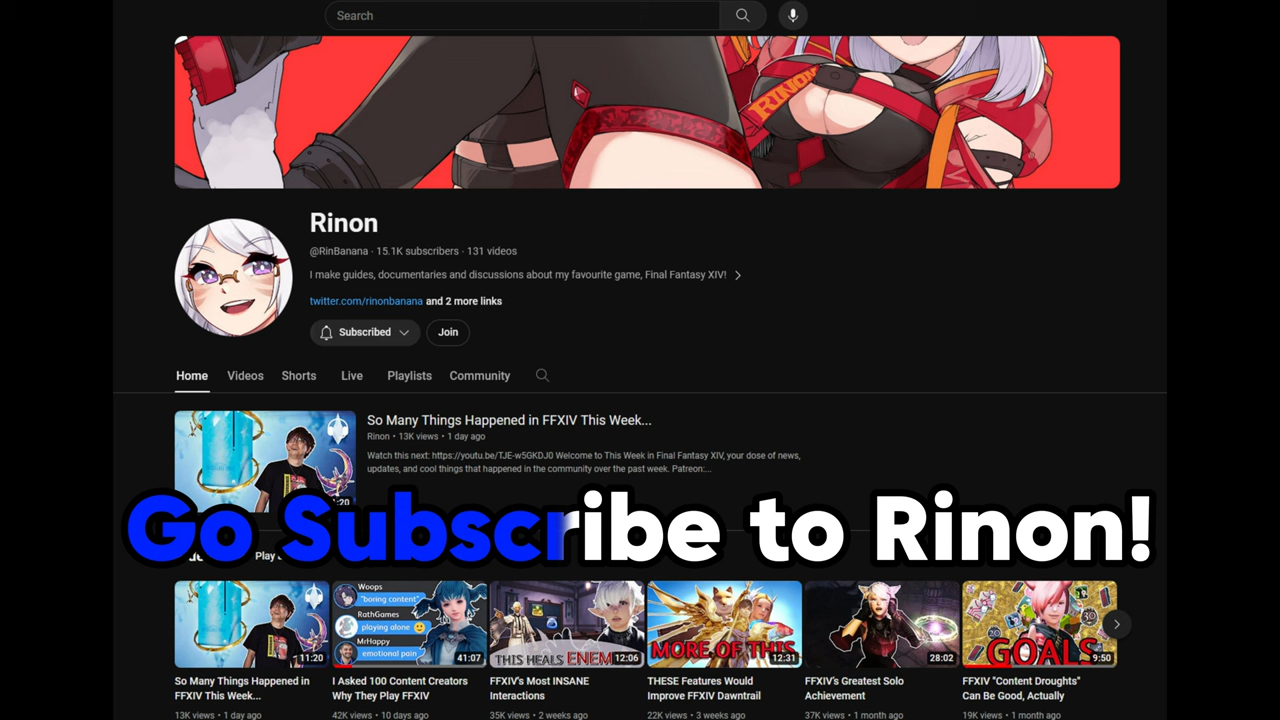 Search
RINON
Rinon
@RinBanana · 15.1K subscribers · 131 videos
I make guides, documentaries and discussions about my favourite game, Final Fantasy XIV!
twitter.com/rinonbanana and 2 more links
Subscribed
Join
Home Videos Shorts Live Playlists Community
So Many Things Happened in FFXIV This Week...
Rinon • 13K views • 1 day ago
Watch this next: https://youtu.be/TJE-w5GKDJ0 Welcome to This Week in Final Fantasy XIV, your dose of news,
updates, and cool things that happened in the community over the past week. Patreon:...
Go Subscribe to Rinon!
Play
11:20
Woops
"boring content"
RathGames
playing alone
MrHappy
emotional pain
41:07
THIS HEALS ENEM
12:06
MORE OF THIS
12:31
28:02
20
30
GOALS
9:50
So Many Things Happened in
FFXIV This Week...
13K views • 1 day ago
I Asked 100 Content Creators
Why They Play FFXIV
42K views • 10 days ago
FFXIV's Most INSANE
Interactions
35K views • 2 weeks ago
THESE Features Would
Improve FFXIV Dawntrail
22K views • 3 weeks ago
FFXIV's Greatest Solo
Achievement
37K views • 1 month ago
FFXIV "Content Droughts"
Can Be Good, Actually
19K views • 1 month ago